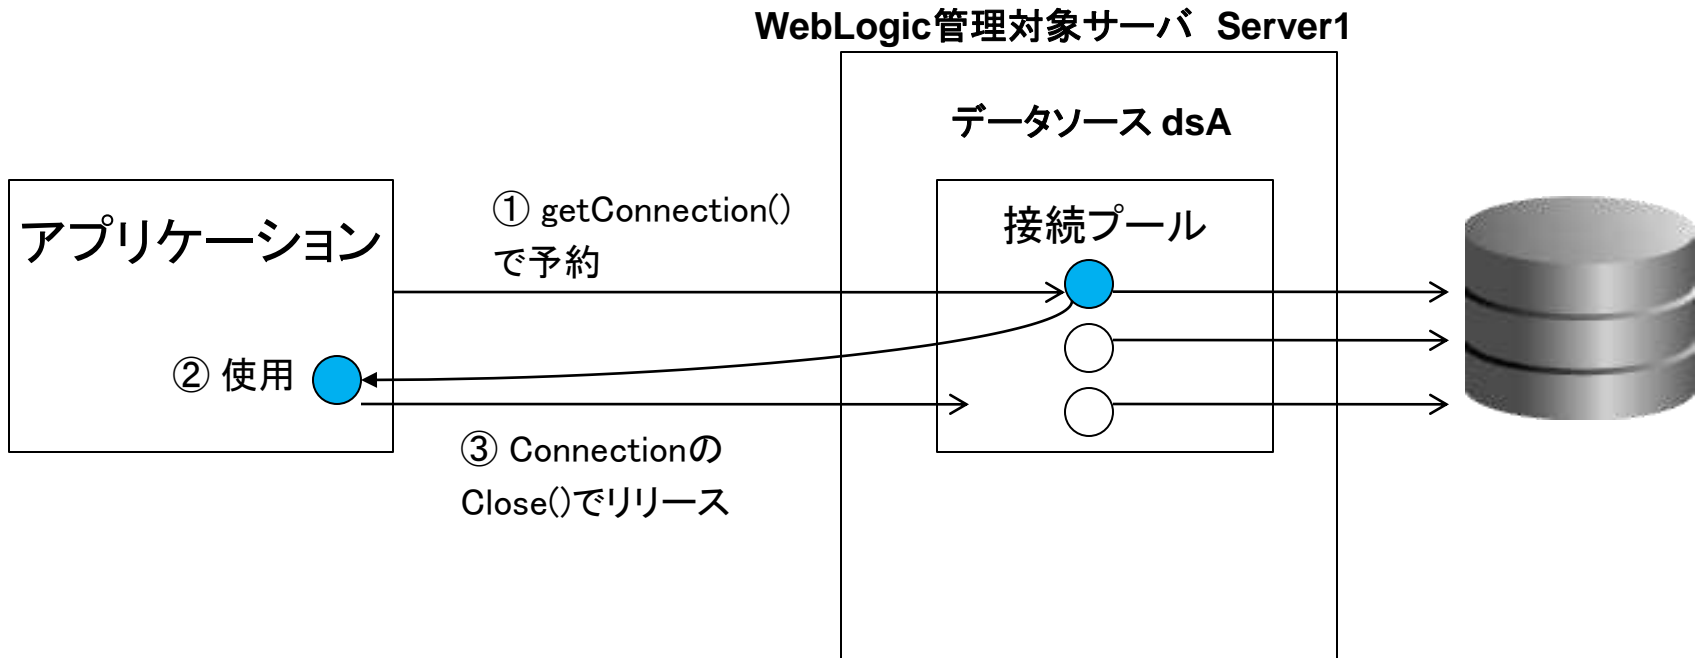 WebLogic管理対象サーバ Server1
データソース dsA
アプリケーション
① getConnection()
で予約
接続プール
② 使用
③ Connectionの
Close()でリリース